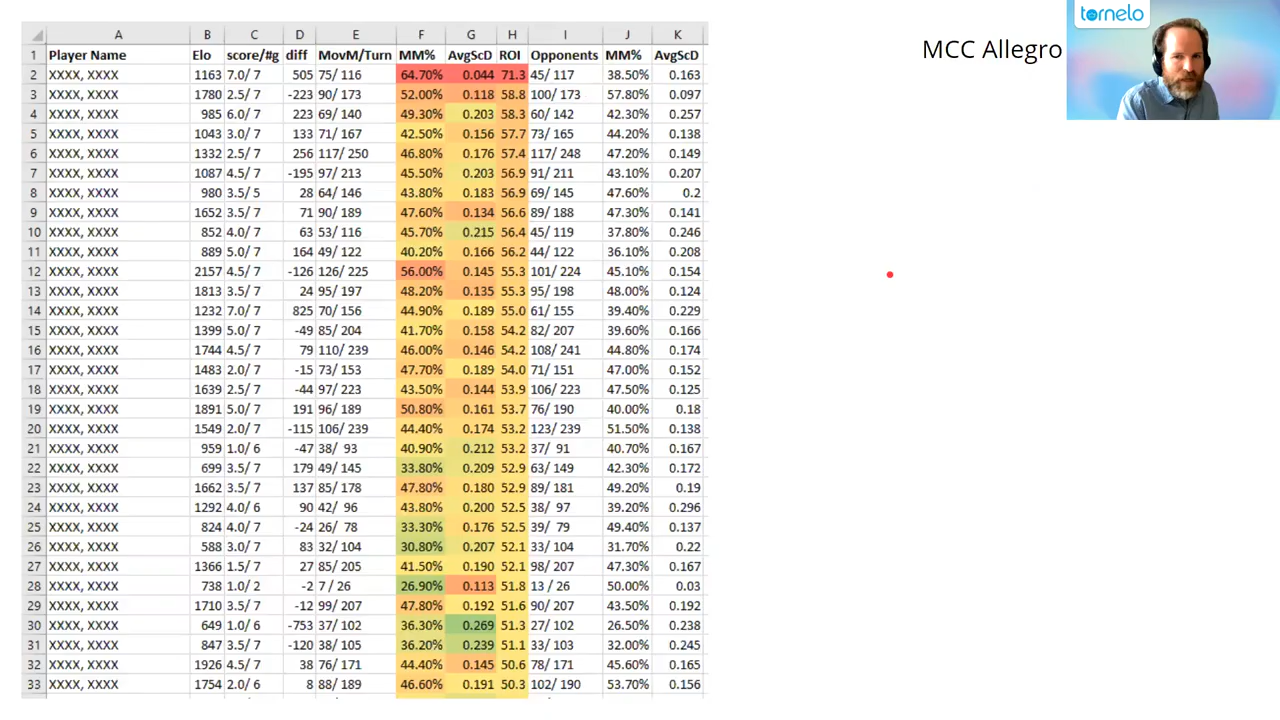 tornelo
MCC Allegro
A B C D E F G H I J K
1 Player Name Elo score/#g diff MovM/Turn MM% AvgScD ROI Opponents MM% AvgScD
2 XXXX, XXXX 1163 7.0/ 7 505 75/ 116 64.70% 0.044 71.3 45/ 117 38.50% 0.163
3 XXXX, XXXX 1780 2.5/ 7 -223 90/ 173 52.00% 0.118 58.8 100/ 173 57.80% 0.097
4 XXXX, XXXX 985 6.0/ 7 223 69/ 140 49.30% 0.203 58.3 60/ 142 42.30% 0.257
5 XXXX, XXXX 1043 3.0/ 7 133 71/ 167 42.50% 0.156 57.7 73/ 165 44.20% 0.138
6 XXXX, XXXX 1332 2.5/ 7 256 117/ 250 46.80% 0.176 57.4 117/ 248 47.20% 0.149
7 XXXX, XXXX 1087 4.5/ 7 -195 97/ 213 45.50% 0.203 56.9 91/ 211 43.10% 0.207
8 XXXX, XXXX 980 3.5/ 5 28 64/ 146 43.80% 0.183 56.9 69/ 145 47.60% 0.2
9 XXXX, XXXX 1652 3.5/ 7 71 90/ 189 47.60% 0.134 56.6 89/ 188 47.30% 0.141
10 XXXX, XXXX 852 4.0/ 7 63 53/ 116 45.70% 0.215 56.4 45/ 119 37.80% 0.246
11 XXXX, XXXX 889 5.0/ 7 164 49/ 122 40.20% 0.166 56.2 44/ 122 36.10% 0.208
12 XXXX, XXXX 2157 4.5/ 7 -126 126/ 225 56.00% 0.145 55.3 101/ 224 45.10% 0.154
13 XXXX, XXXX 1813 3.5/ 7 24 95/ 197 48.20% 0.135 55.3 95/ 198 48.00% 0.124
14 XXXX, XXXX 1232 7.0/ 7 825 70/ 156 44.90% 0.189 55.0 61/ 155 39.40% 0.229
15 XXXX, XXXX 1399 5.0/ 7 -49 85/ 204 41.70% 0.158 54.2 82/ 207 39.60% 0.166
16 XXXX, XXXX 1744 4.5/ 7 79 110/ 239 46.00% 0.146 54.2 108/ 241 44.80% 0.174
17 XXXX, XXXX 1483 2.0/ 7 -15 73/ 153 47.70% 0.189 54.0 71/ 151 47.00% 0.152
18 XXXX, XXXX 1639 2.5/ 7 -44 97/ 223 43.50% 0.144 53.9 106/ 223 47.50% 0.125
19 XXXX, XXXX 1891 5.0/ 7 191 96/ 189 50.80% 0.161 53.7 76/ 190 40.00% 0.18
20 XXXX, XXXX 1549 2.0/ 7 -115 106/ 239 44.40% 0.174 53.2 123/ 239 51.50% 0.138
21 XXXX, XXXX 959 1.0/ 6 -47 38/ 93 40.90% 0.212 53.2 37/ 91 40.70% 0.167
22 XXXX, XXXX 699 3.5/ 7 179 49/ 145 33.80% 0.209 52.9 63/ 149 42.30% 0.172
23 XXXX, XXXX 1662 3.5/ 7 137 85/ 178 47.80% 0.180 52.9 89/ 181 49.20% 0.19
24 XXXX, XXXX 1292 4.0/ 6 90 42/ 96 43.80% 0.200 52.5 38/ 97 39.20% 0.296
25 XXXX, XXXX 824 4.0/ 7 -24 26/ 78 33.30% 0.176 52.5 39/ 79 49.40% 0.137
26 XXXX, XXXX 588 3.0/ 7 83 32/ 104 30.80% 0.207 52.1 33/ 104 31.70% 0.22
27 XXXX, XXXX 1366 1.5/ 7 27 85/ 205 41.50% 0.190 52.1 98/ 207 47.30% 0.167
28 XXXX, XXXX 738 1.0/ 2 -2 7 / 26 26.90% 0.113 51.8 13 / 26 50.00% 0.03
29 XXXX, XXXX 1710 3.5/ 7 -12 99/ 207 47.80% 0.192 51.6 90/ 207 43.50% 0.192
30 XXXX, XXXX 649 1.0/ 6 -753 37/ 102 36.30% 0.269 51.3 27/ 102 26.50% 0.238
31 XXXX, XXXX 847 3.5/ 7 -120 38/ 105 36.20% 0.239 51.1 33/ 103 32.00% 0.245
32 XXXX, XXXX 1926 4.5/ 7 38 76/ 171 44.40% 0.145 50.6 78/ 171 45.60% 0.165
33 XXXX, XXXX 1754 2.0/ 6 8 88/ 189 46.60% 0.191 50.3 102/ 190 53.70% 0.156